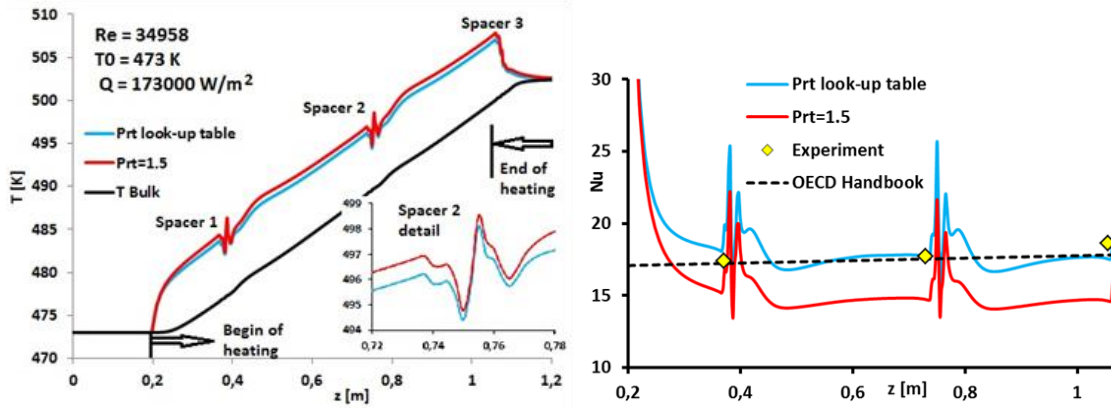 510
505
500
495
490
485
480
475
470
T [K]
Re = 34958
T0 = 473 K
Q = 173000 W/m²
Prt look-up table
Prt=1.5
T Bulk
Spacer 1
Spacer 2
Spacer 3
End of
heating
Begin of
heating
Spacer 2
detail
499
498
497
496
495
494
0,72
0,74
0,76
0,78
0
0,2
0,4
0,6
0,8
1
1,2
z [m]
30
25
20
15
10
Nu
Prt look-up table
Prt=1.5
Experiment
OECD Handbook
0,2
0,4
0,6
z [m]
0,8
1